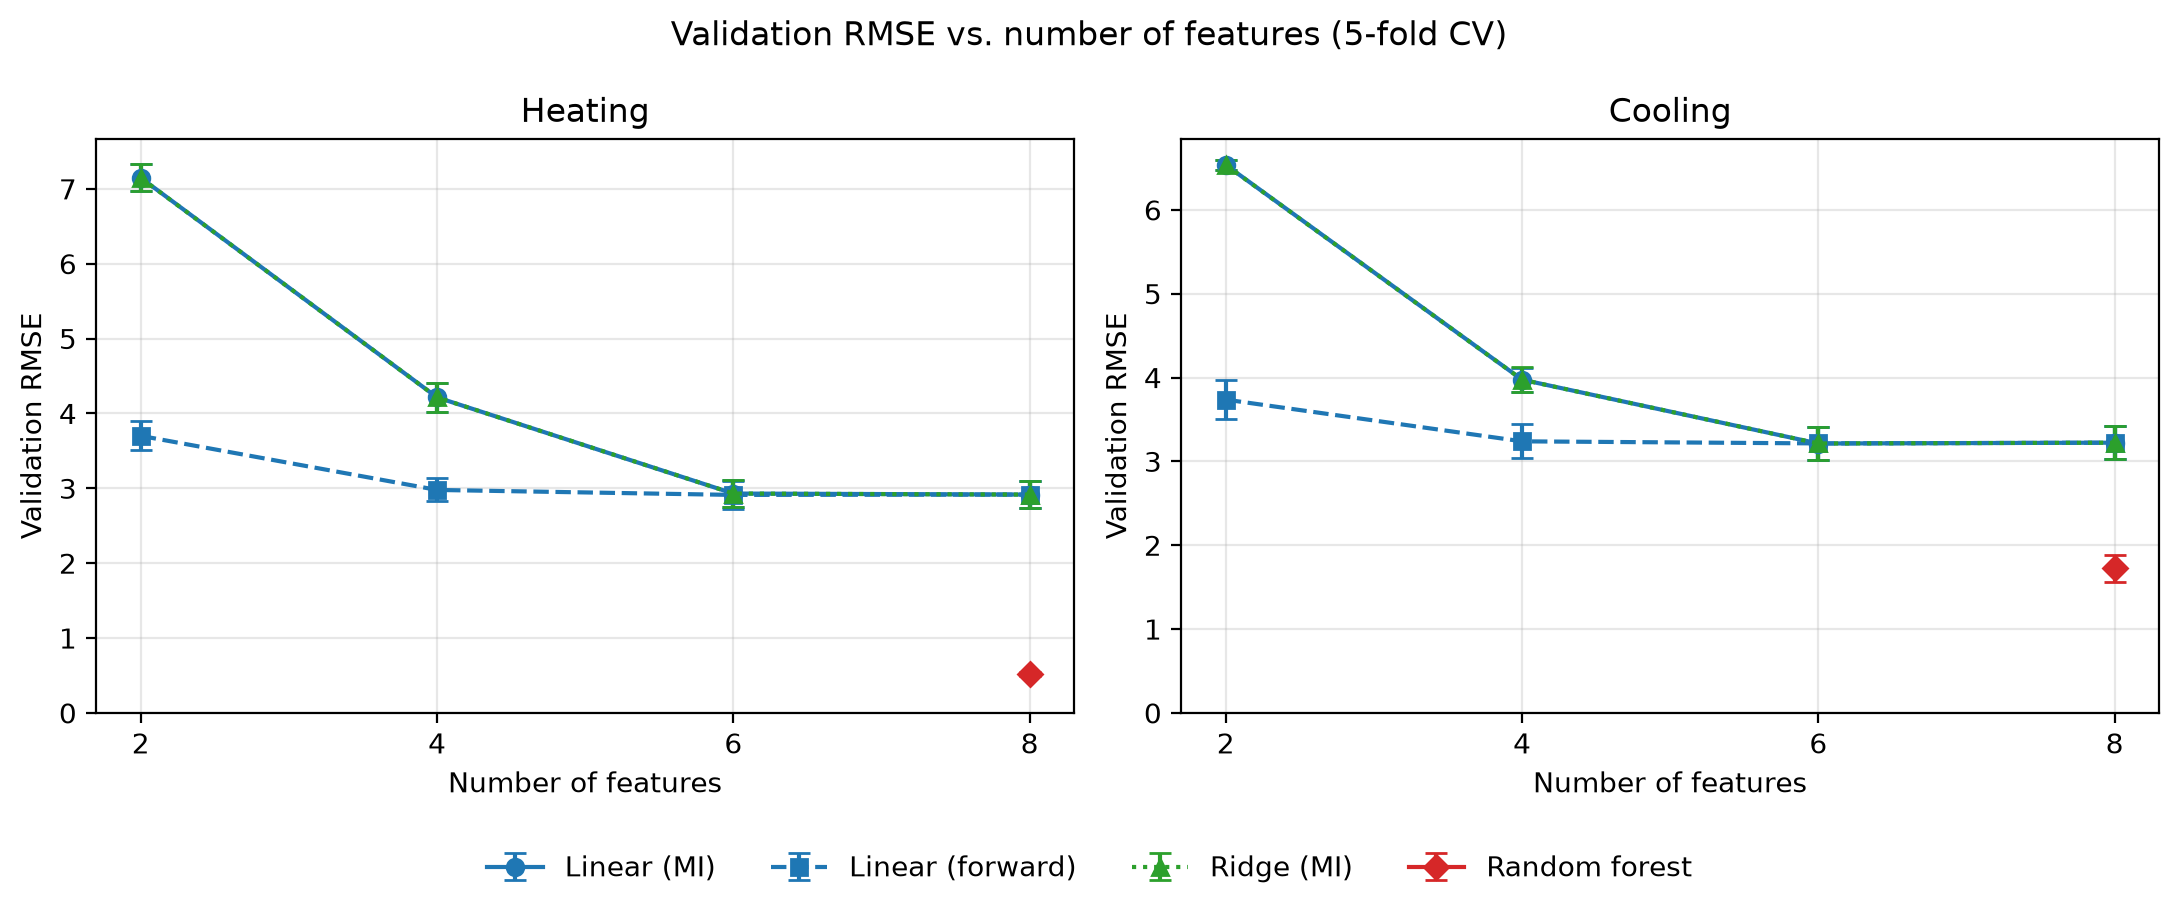 Validation RMSE vs. number of features (5-fold CV)
Heating
Validation RMSE
7
6
5
4
3
2
1
0
2 4 6 8
Number of features
Cooling
Validation RMSE
6
5
4
3
2
1
0
2 4 6 8
Number of features
Linear (MI) Linear (forward) Ridge (MI) Random forest